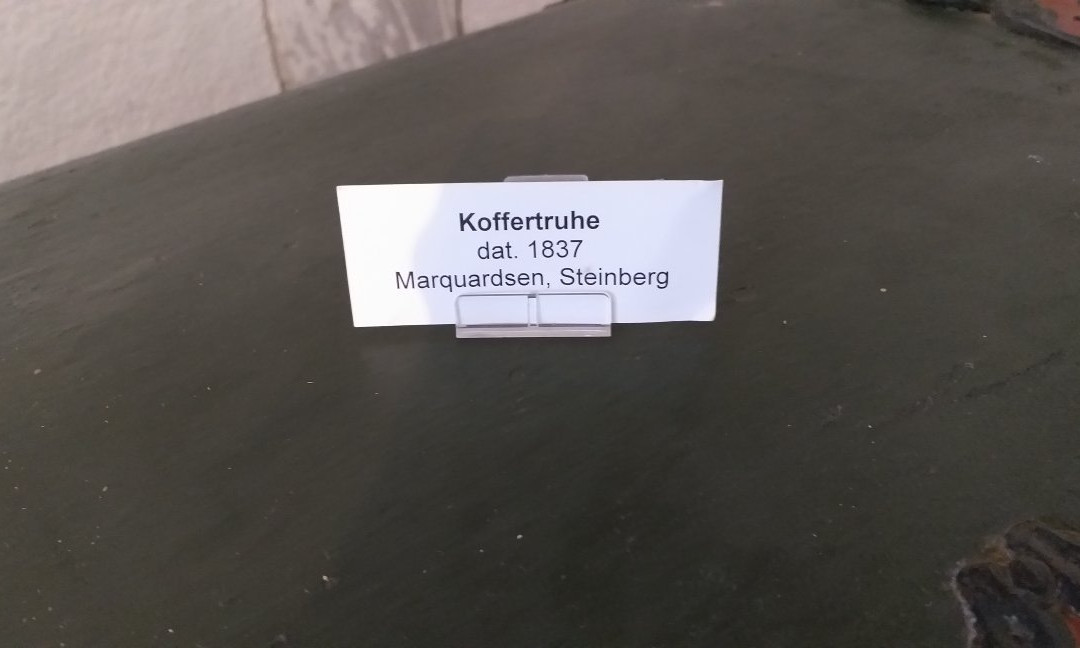 Koffertruhe
dat. 1837
Marquardsen, Steinberg